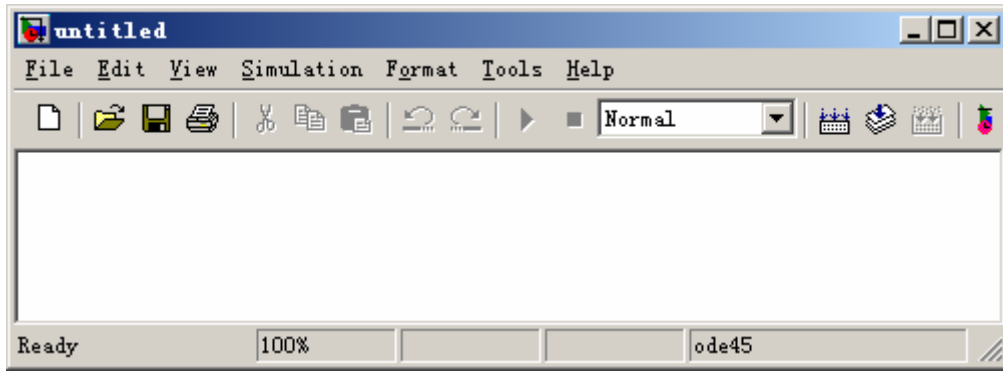 untitled
File Edit View Simulation Format Tools Help
Normal
Ready 100% ode45